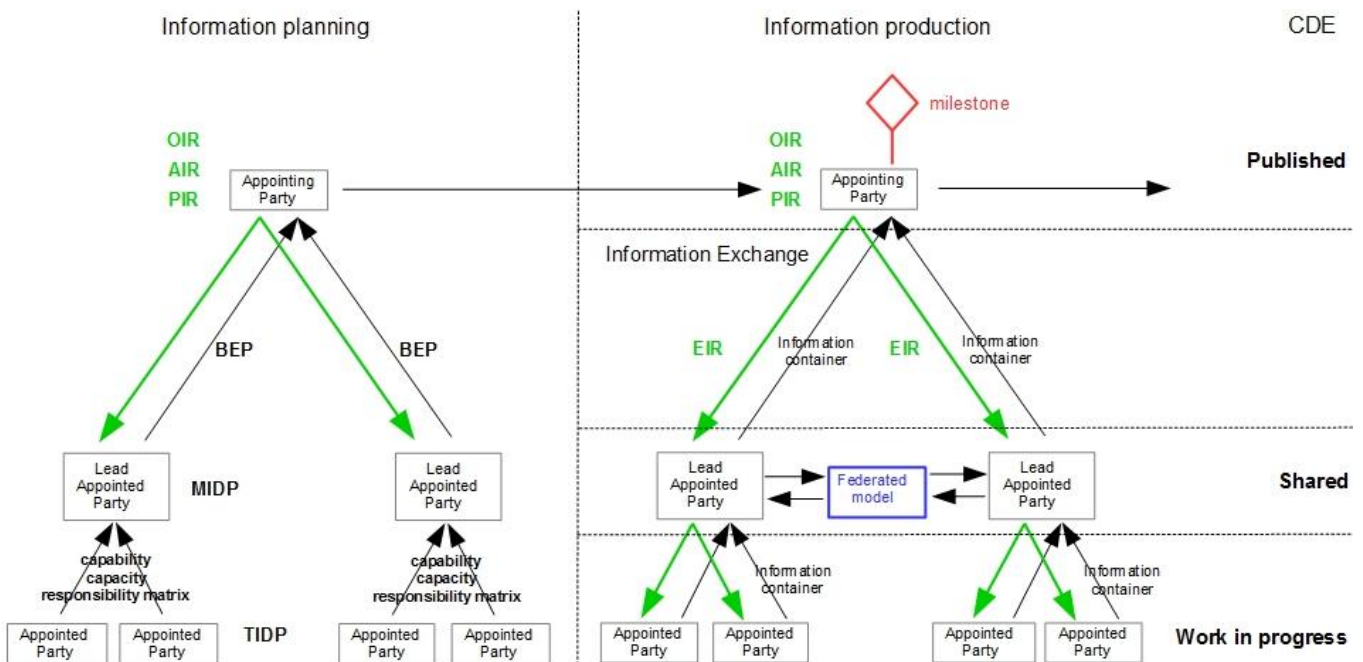 Information planning
Information production
CDE
milestone
OIR
AIR
PIR
Appointing
Party
OIR
AIR
PIR
Appointing
Party
Published
Information Exchange
BEP
BEP
EIR
Information
container
EIR
Information
container
Lead
Appointed
Party
MIDP
Lead
Appointed
Party
Lead
Appointed
Party
Federated
model
Lead
Appointed
Party
Shared
capability
capacity
responsibility matrix
capability
capacity
responsibility matrix
Information
container
Information
container
Appointed
Party
Appointed
Party
TIDP
Appointed
Party
Appointed
Party
Appointed
Party
Appointed
Party
Appointed
Party
Appointed
Party
Work in progress